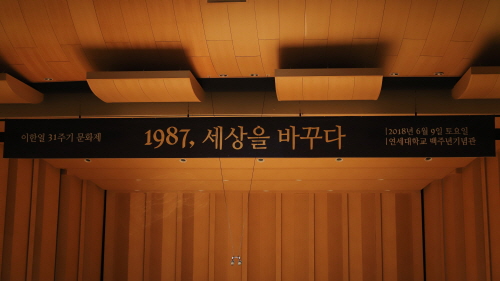 이한열 31주기 문화제
1987, 세상을 바꾸다
|2018년 6월 9일 토요일
|연세대학교 백주년기념관